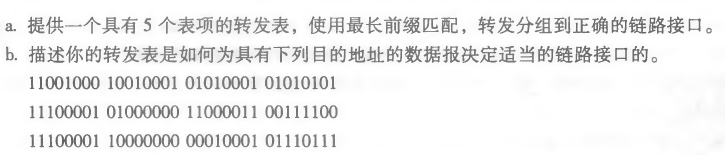 a. 提供一个具有 5 个表项的转发表，使用最长前缀匹配，转发分组到正确的链路接口。
b. 描述你的转发表是如何为具有下列目的地址的数据报决定适当的链路接口的。
11001000 10010001 01010001 01010101
11100001 01000000 11000011 00111100
11100001 10000000 00010001 01110111